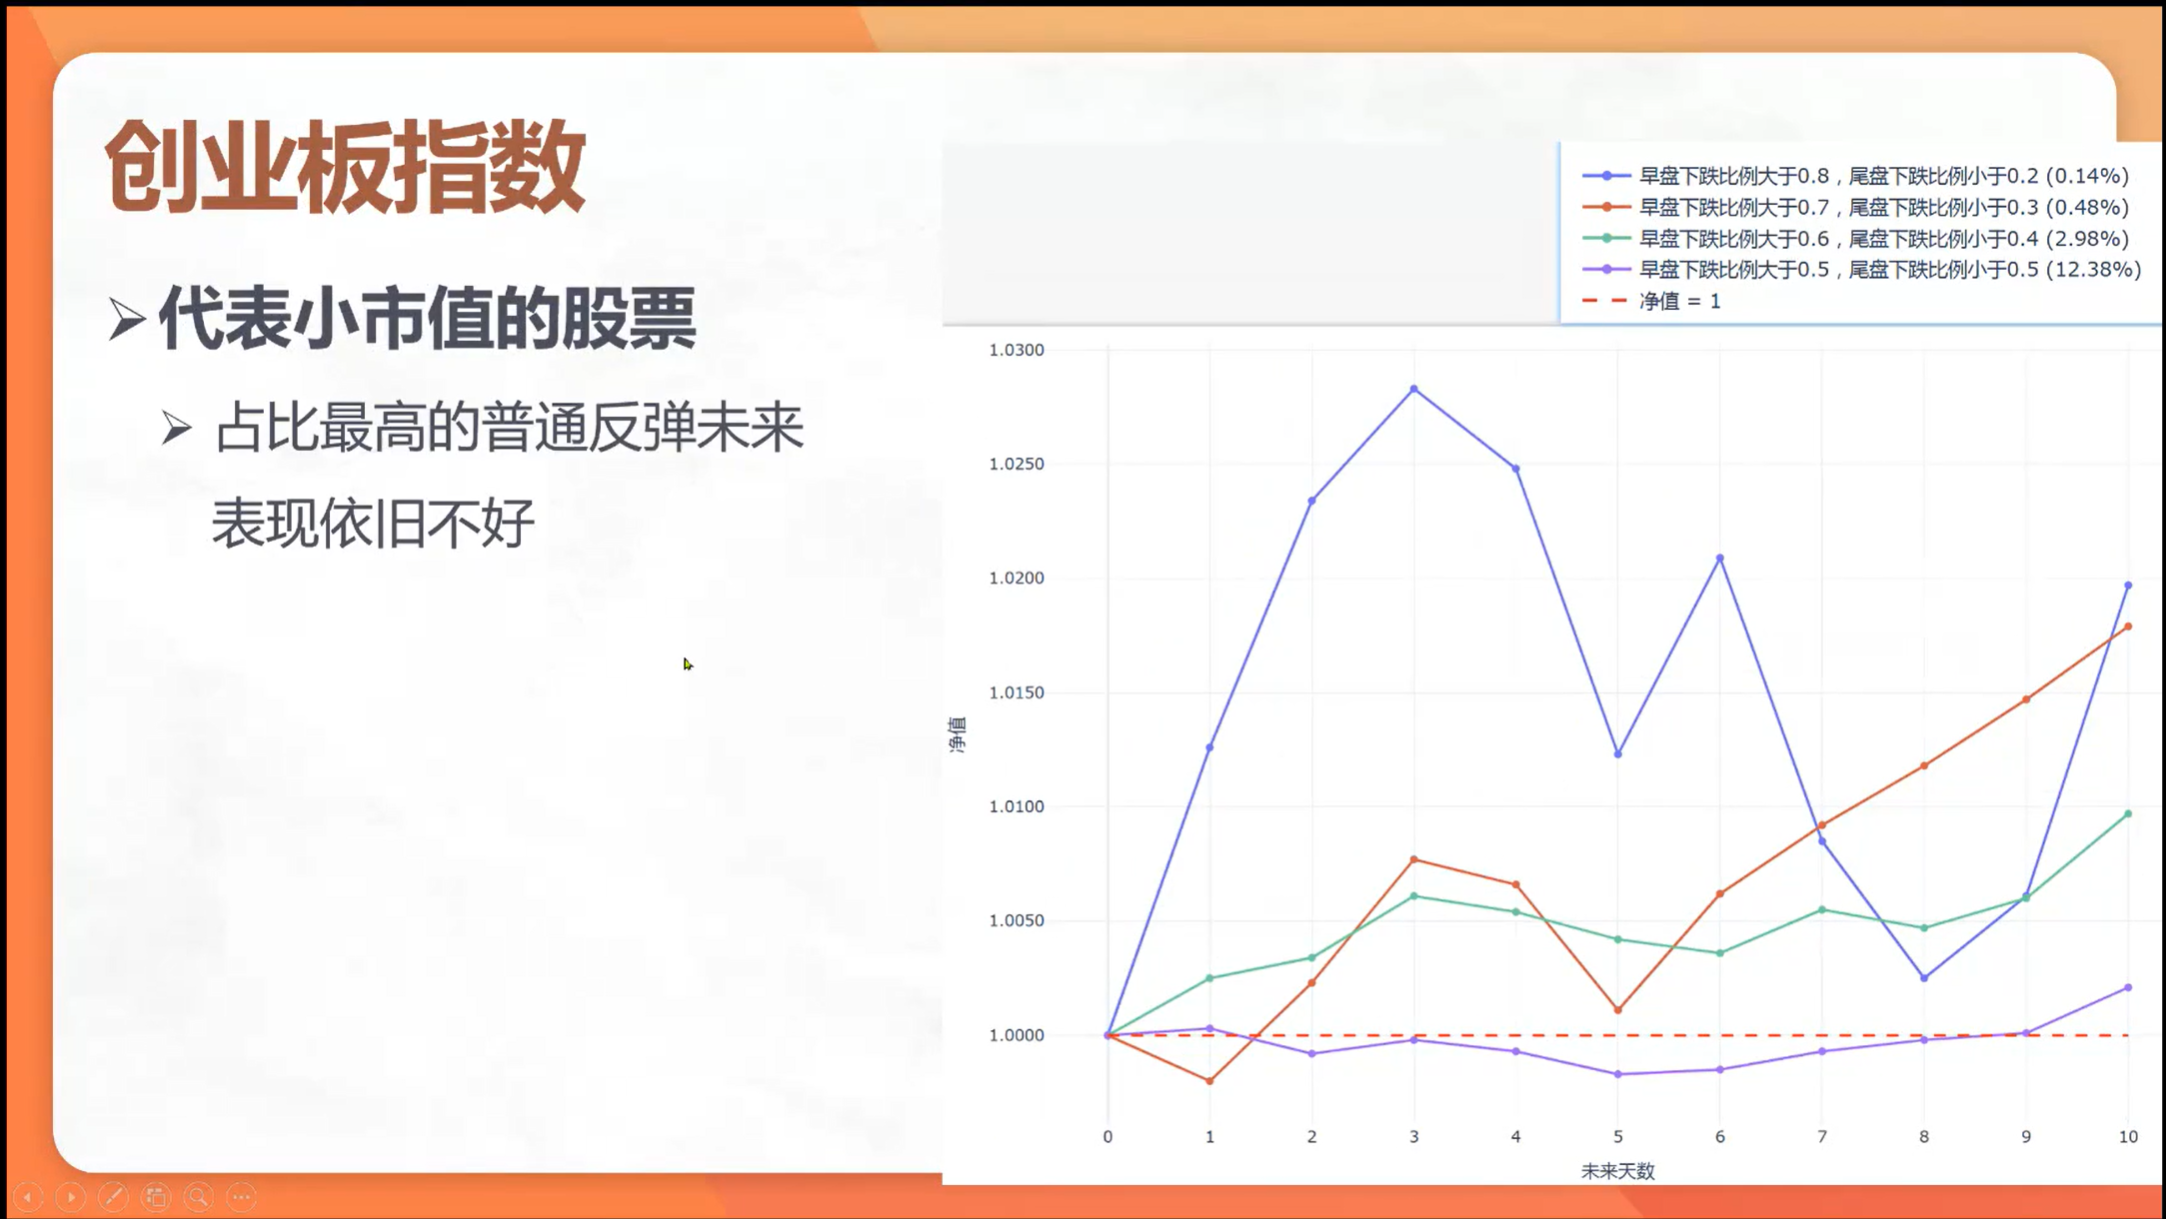 创业板指数
代表小市值的股票
占比最高的普通反弹未来
表现依旧不好
早盘下跌比例大于0.8，尾盘下跌比例小于0.2 (0.14%)
早盘下跌比例大于0.7，尾盘下跌比例小于0.3 (0.48%)
早盘下跌比例大于0.6，尾盘下跌比例小于0.4 (2.98%)
早盘下跌比例大于0.5，尾盘下跌比例小于0.5 (12.38%)
净值 = 1
1.0300
1.0250
1.0200
1.0150
1.0100
1.0050
1.0000
净值
0 1 2 3 4 5 6 7 8 9 10
未来天数